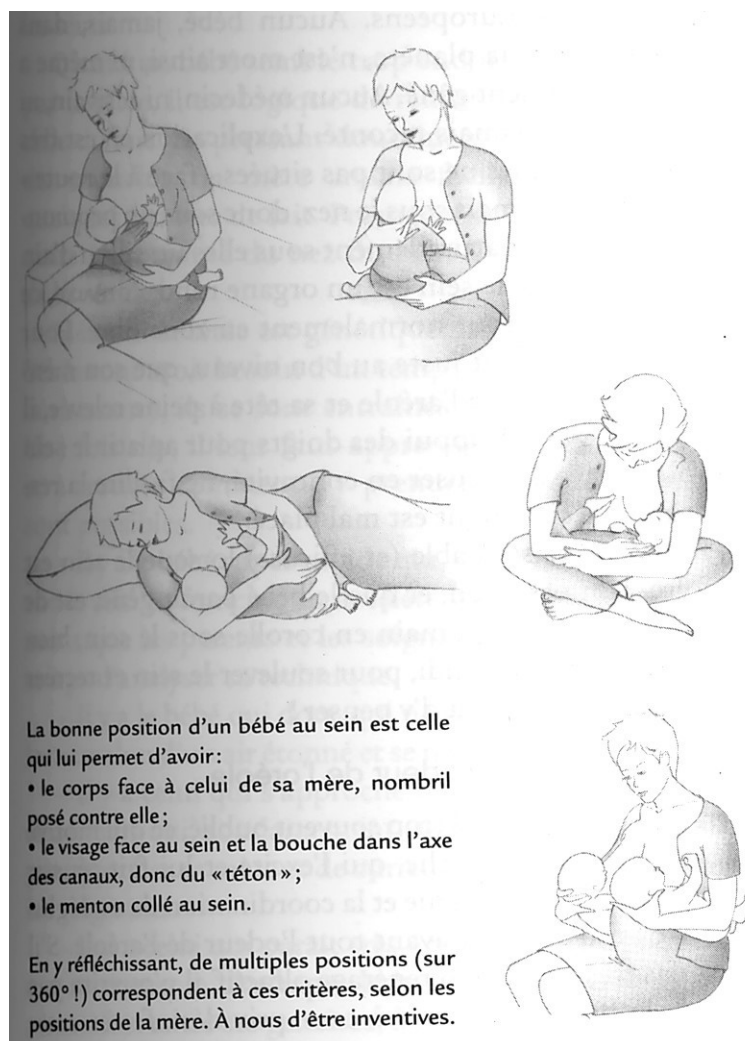 La bonne position d'un bébé au sein est celle
qui lui permet d'avoir :
• le corps face à celui de sa mère, nombril
posé contre elle ;
• le visage face au sein et la bouche dans l'axe
des canaux, donc du « téton » ;
• le menton collé au sein.
En y réfléchissant, de multiples positions (sur
360° !) correspondent à ces critères, selon les
positions de la mère. À nous d'être inventives.